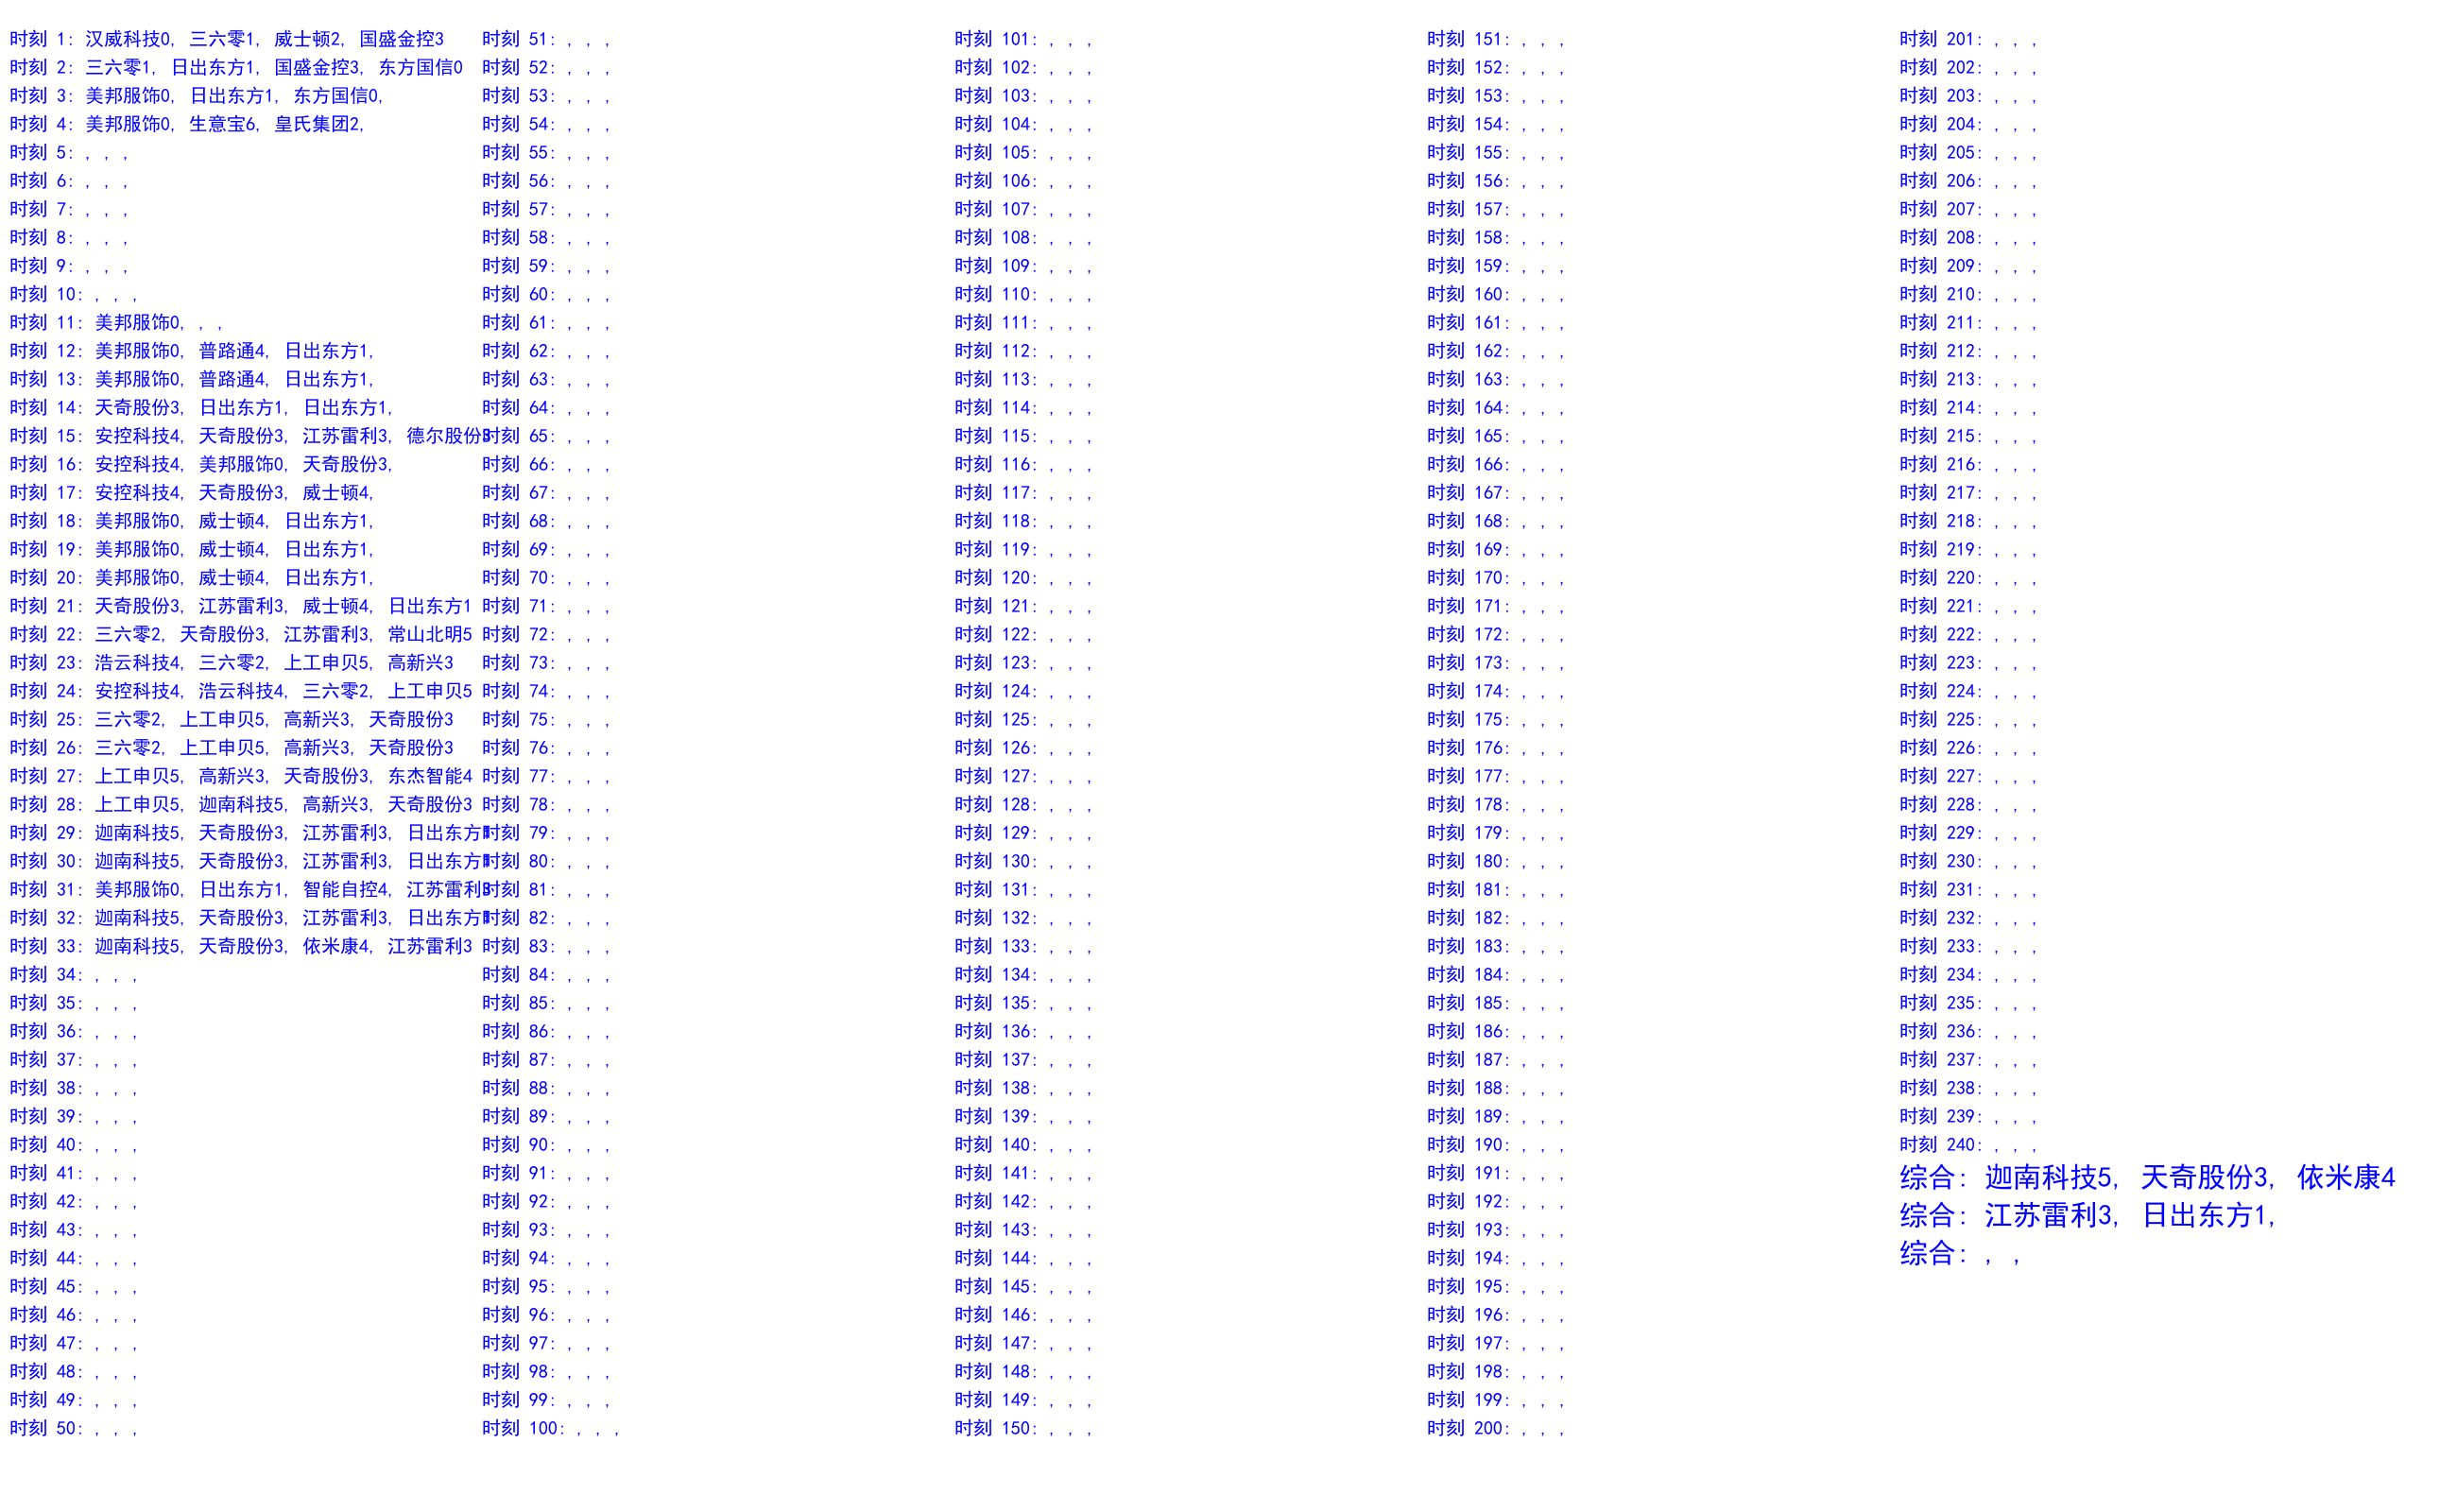 时刻 1: 汉威科技0, 三六零1, 威士顿2, 国盛金控3
时刻 2: 三六零1, 日出东方1, 国盛金控3, 东方国信0
时刻 3: 美邦服饰0, 日出东方1, 东方国信0,
时刻 4: 美邦服饰0, 生意宝6, 皇氏集团2,
时刻 5: , , ,
时刻 6: , , ,
时刻 7: , , ,
时刻 8: , , ,
时刻 9: , , ,
时刻 10: , , ,
时刻 11: 美邦服饰0, , ,
时刻 12: 美邦服饰0, 普路通4, 日出东方1,
时刻 13: 美邦服饰0, 普路通4, 日出东方1,
时刻 14: 天奇股份3, 日出东方1, 日出东方1,
时刻 15: 安控科技4, 天奇股份3, 江苏雷利3, 德尔股份3
时刻 16: 安控科技4, 美邦服饰0, 天奇股份3,
时刻 17: 安控科技4, 天奇股份3, 威士顿4,
时刻 18: 美邦服饰0, 威士顿4, 日出东方1,
时刻 19: 美邦服饰0, 威士顿4, 日出东方1,
时刻 20: 美邦服饰0, 威士顿4, 日出东方1,
时刻 21: 天奇股份3, 江苏雷利3, 威士顿4, 日出东方1
时刻 22: 三六零2, 天奇股份3, 江苏雷利3, 常山北明5
时刻 23: 浩云科技4, 三六零2, 上工申贝5, 高新兴3
时刻 24: 安控科技4, 浩云科技4, 三六零2, 上工申贝5
时刻 25: 三六零2, 上工申贝5, 高新兴3, 天奇股份3
时刻 26: 三六零2, 上工申贝5, 高新兴3, 天奇股份3
时刻 27: 上工申贝5, 高新兴3, 天奇股份3, 东杰智能4
时刻 28: 上工申贝5, 迦南科技5, 高新兴3, 天奇股份3
时刻 29: 迦南科技5, 天奇股份3, 江苏雷利3, 日出东方1
时刻 30: 迦南科技5, 天奇股份3, 江苏雷利3, 日出东方1
时刻 31: 美邦服饰0, 日出东方1, 智能自控4, 江苏雷利3
时刻 32: 迦南科技5, 天奇股份3, 江苏雷利3, 日出东方1
时刻 33: 迦南科技5, 天奇股份3, 依米康4, 江苏雷利3
时刻 34: , , ,
时刻 35: , , ,
时刻 36: , , ,
时刻 37: , , ,
时刻 38: , , ,
时刻 39: , , ,
时刻 40: , , ,
时刻 41: , , ,
时刻 42: , , ,
时刻 43: , , ,
时刻 44: , , ,
时刻 45: , , ,
时刻 46: , , ,
时刻 47: , , ,
时刻 48: , , ,
时刻 49: , , ,
时刻 50: , , ,
时刻 51: , , ,
时刻 52: , , ,
时刻 53: , , ,
时刻 54: , , ,
时刻 55: , , ,
时刻 56: , , ,
时刻 57: , , ,
时刻 58: , , ,
时刻 59: , , ,
时刻 60: , , ,
时刻 61: , , ,
时刻 62: , , ,
时刻 63: , , ,
时刻 64: , , ,
时刻 65: , , ,
时刻 66: , , ,
时刻 67: , , ,
时刻 68: , , ,
时刻 69: , , ,
时刻 70: , , ,
时刻 71: , , ,
时刻 72: , , ,
时刻 73: , , ,
时刻 74: , , ,
时刻 75: , , ,
时刻 76: , , ,
时刻 77: , , ,
时刻 78: , , ,
时刻 79: , , ,
时刻 80: , , ,
时刻 81: , , ,
时刻 82: , , ,
时刻 83: , , ,
时刻 84: , , ,
时刻 85: , , ,
时刻 86: , , ,
时刻 87: , , ,
时刻 88: , , ,
时刻 89: , , ,
时刻 90: , , ,
时刻 91: , , ,
时刻 92: , , ,
时刻 93: , , ,
时刻 94: , , ,
时刻 95: , , ,
时刻 96: , , ,
时刻 97: , , ,
时刻 98: , , ,
时刻 99: , , ,
时刻 100: , , ,
时刻 101: , , ,
时刻 102: , , ,
时刻 103: , , ,
时刻 104: , , ,
时刻 105: , , ,
时刻 106: , , ,
时刻 107: , , ,
时刻 108: , , ,
时刻 109: , , ,
时刻 110: , , ,
时刻 111: , , ,
时刻 112: , , ,
时刻 113: , , ,
时刻 114: , , ,
时刻 115: , , ,
时刻 116: , , ,
时刻 117: , , ,
时刻 118: , , ,
时刻 119: , , ,
时刻 120: , , ,
时刻 121: , , ,
时刻 122: , , ,
时刻 123: , , ,
时刻 124: , , ,
时刻 125: , , ,
时刻 126: , , ,
时刻 127: , , ,
时刻 128: , , ,
时刻 129: , , ,
时刻 130: , , ,
时刻 131: , , ,
时刻 132: , , ,
时刻 133: , , ,
时刻 134: , , ,
时刻 135: , , ,
时刻 136: , , ,
时刻 137: , , ,
时刻 138: , , ,
时刻 139: , , ,
时刻 140: , , ,
时刻 141: , , ,
时刻 142: , , ,
时刻 143: , , ,
时刻 144: , , ,
时刻 145: , , ,
时刻 146: , , ,
时刻 147: , , ,
时刻 148: , , ,
时刻 149: , , ,
时刻 150: , , ,
时刻 151: , , ,
时刻 152: , , ,
时刻 153: , , ,
时刻 154: , , ,
时刻 155: , , ,
时刻 156: , , ,
时刻 157: , , ,
时刻 158: , , ,
时刻 159: , , ,
时刻 160: , , ,
时刻 161: , , ,
时刻 162: , , ,
时刻 163: , , ,
时刻 164: , , ,
时刻 165: , , ,
时刻 166: , , ,
时刻 167: , , ,
时刻 168: , , ,
时刻 169: , , ,
时刻 170: , , ,
时刻 171: , , ,
时刻 172: , , ,
时刻 173: , , ,
时刻 174: , , ,
时刻 175: , , ,
时刻 176: , , ,
时刻 177: , , ,
时刻 178: , , ,
时刻 179: , , ,
时刻 180: , , ,
时刻 181: , , ,
时刻 182: , , ,
时刻 183: , , ,
时刻 184: , , ,
时刻 185: , , ,
时刻 186: , , ,
时刻 187: , , ,
时刻 188: , , ,
时刻 189: , , ,
时刻 190: , , ,
时刻 191: , , ,
时刻 192: , , ,
时刻 193: , , ,
时刻 194: , , ,
时刻 195: , , ,
时刻 196: , , ,
时刻 197: , , ,
时刻 198: , , ,
时刻 199: , , ,
时刻 200: , , ,
时刻 201: , , ,
时刻 202: , , ,
时刻 203: , , ,
时刻 204: , , ,
时刻 205: , , ,
时刻 206: , , ,
时刻 207: , , ,
时刻 208: , , ,
时刻 209: , , ,
时刻 210: , , ,
时刻 211: , , ,
时刻 212: , , ,
时刻 213: , , ,
时刻 214: , , ,
时刻 215: , , ,
时刻 216: , , ,
时刻 217: , , ,
时刻 218: , , ,
时刻 219: , , ,
时刻 220: , , ,
时刻 221: , , ,
时刻 222: , , ,
时刻 223: , , ,
时刻 224: , , ,
时刻 225: , , ,
时刻 226: , , ,
时刻 227: , , ,
时刻 228: , , ,
时刻 229: , , ,
时刻 230: , , ,
时刻 231: , , ,
时刻 232: , , ,
时刻 233: , , ,
时刻 234: , , ,
时刻 235: , , ,
时刻 236: , , ,
时刻 237: , , ,
时刻 238: , , ,
时刻 239: , , ,
时刻 240: , , ,
综合: 迦南科技5, 天奇股份3, 依米康4
综合: 江苏雷利3, 日出东方1,
综合: , ,